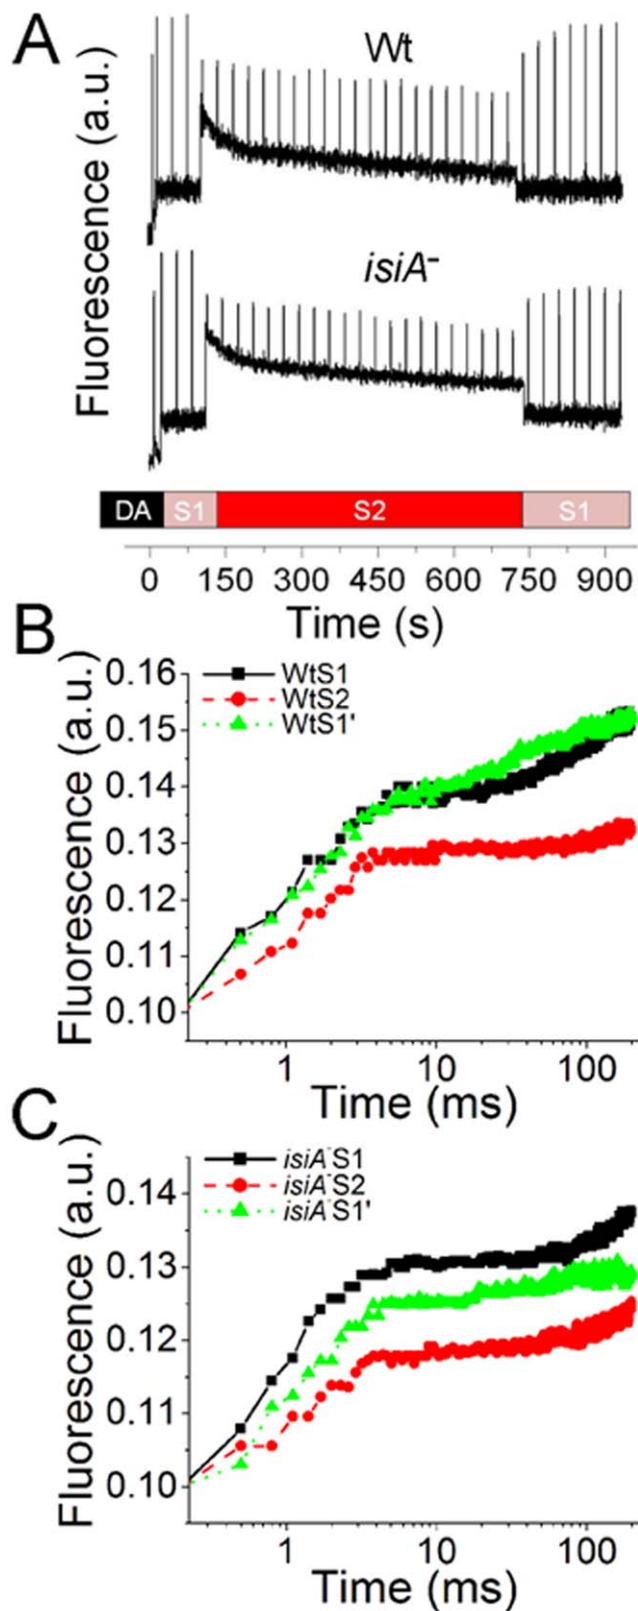 A
Wt
Fluorescence (a.u.)
isiA⁻
Fluorescence (a.u.)
DA S1 S2 S1
0 150 300 450 600 750 900
Time (s)
B
Fluorescence (a.u.)
0.16
0.15
0.14
0.13
0.12
0.11
0.10
WtS1
WtS2
WtS1'
1 10 100
Time (ms)
C
Fluorescence (a.u.)
0.14
0.13
0.12
0.11
0.10
isiA⁻S1
isiA⁻S2
isiA⁻S1'
1 10 100
Time (ms)